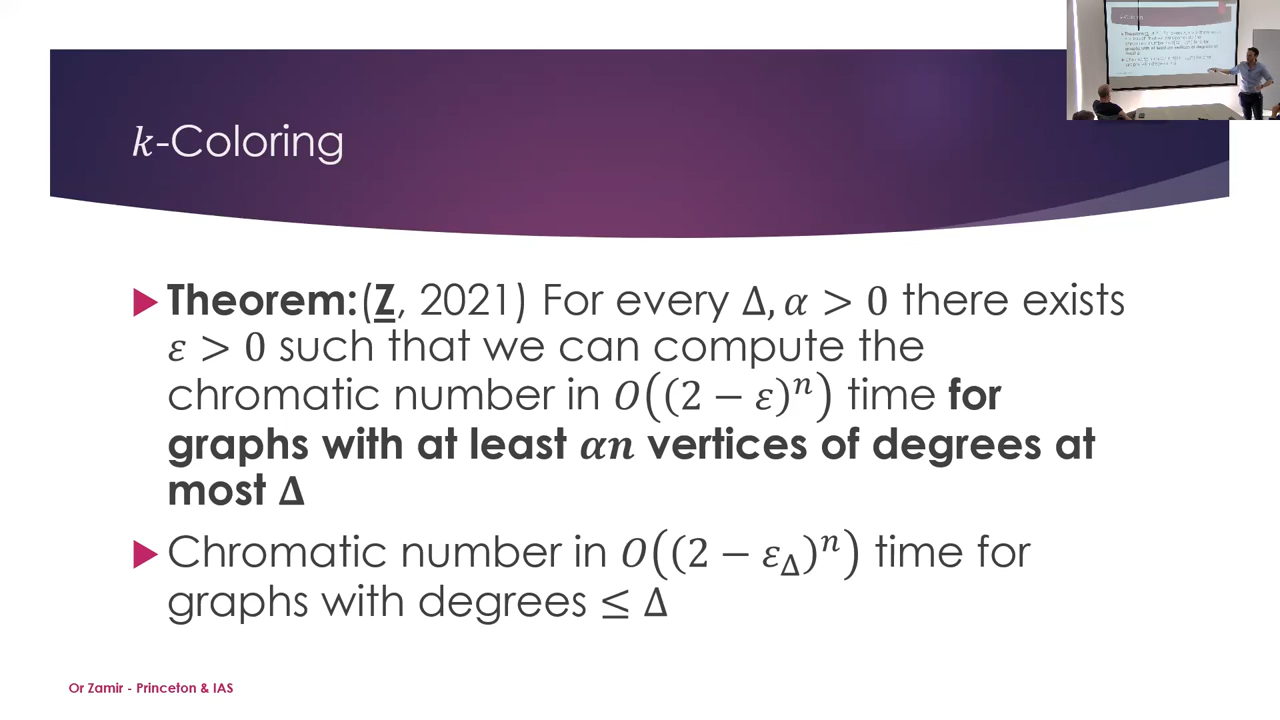 k-Coloring
Theorem:(Z, 2021) For every Δ, α > 0 there exists
ε > 0 such that we can compute the
chromatic number in O((2 − ε)ⁿ) time for
graphs with at least αn vertices of degrees at
most Δ
Chromatic number in O((2 − ε_Δ)ⁿ) time for
graphs with degrees ≤ Δ
Or Zamir - Princeton & IAS